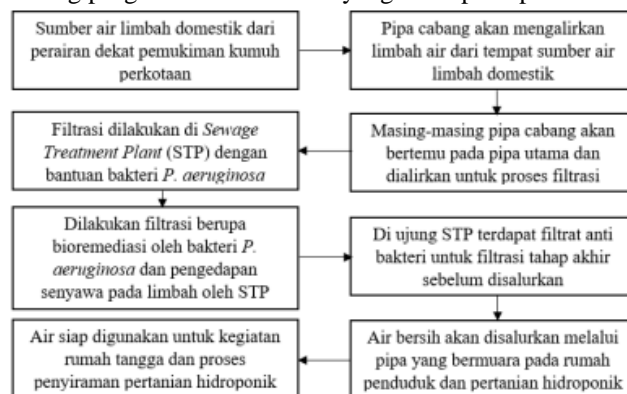 Sumber air limbah domestik dari
perairan dekat pemukiman kumuh
perkotaan
Pipa cabang akan mengalirkan
limbah air dari tempat sumber air
limbah domestik
Masing-masing pipa cabang akan
bertemu pada pipa utama dan
dialirkan untuk proses filtrasi
Filtrasi dilakukan di Sewage
Treatment Plant (STP) dengan
bantuan bakteri P. aeruginosa
Dilakukan filtrasi berupa
bioremediasi oleh bakteri P.
aeruginosa dan pengedapan
senyawa pada limbah oleh STP
Di ujung STP terdapat filtrat anti
bakteri untuk filtrasi tahap akhir
sebelum disalurkan
Air bersih akan disalurkan melalui
pipa yang bermuara pada rumah
penduduk dan pertanian hidroponik
Air siap digunakan untuk kegiatan
rumah tangga dan proses
penyiraman pertanian hidroponik